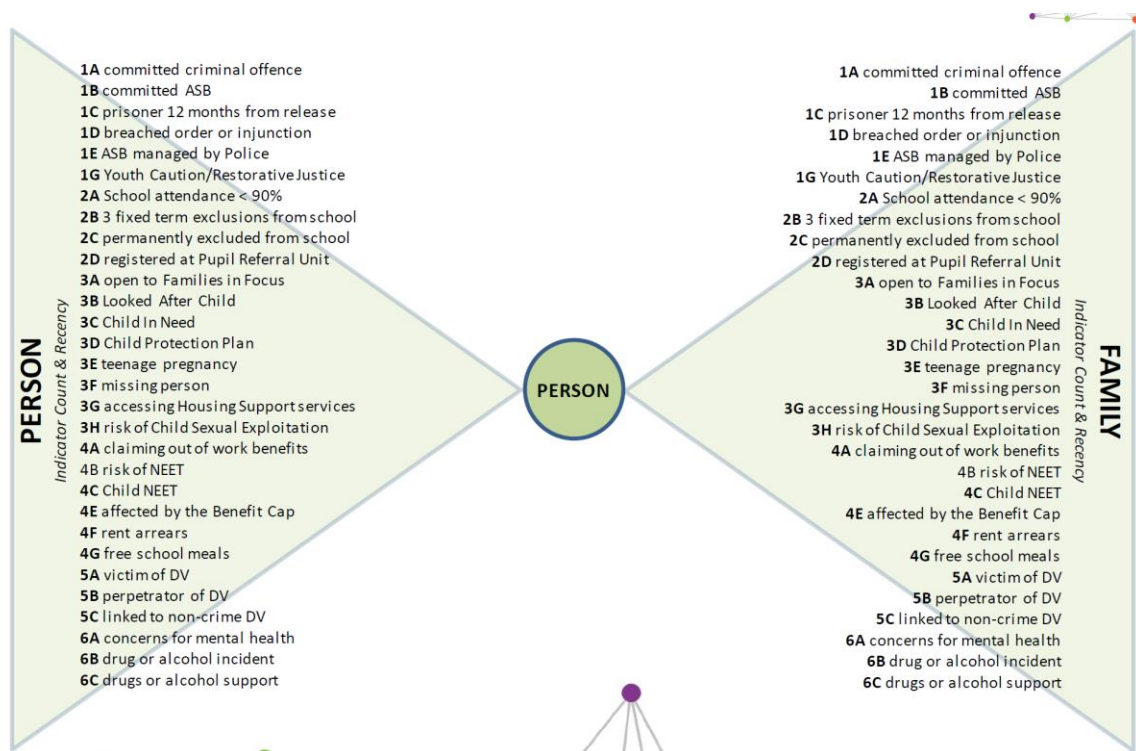 PERSON
Indicator Count & Recency
1A committed criminal offence
1B committed ASB
1C prisoner 12 months from release
1D breached order or injunction
1E ASB managed by Police
1G Youth Caution/Restorative Justice
2A School attendance < 90%
2B 3 fixed term exclusions from school
2C permanently excluded from school
2D registered at Pupil Referral Unit
3A open to Families in Focus
3B Looked After Child
3C Child In Need
3D Child Protection Plan
3E teenage pregnancy
3F missing person
3G accessing Housing Support services
3H risk of Child Sexual Exploitation
4A claiming out of work benefits
4B risk of NEET
4C Child NEET
4E affected by the Benefit Cap
4F rent arrears
4G free school meals
5A victim of DV
5B perpetrator of DV
5C linked to non-crime DV
6A concerns for mental health
6B drug or alcohol incident
6C drugs or alcohol support
PERSON
1A committed criminal offence
1B committed ASB
1C prisoner 12 months from release
1D breached order or injunction
1E ASB managed by Police
1G Youth Caution/Restorative Justice
2A School attendance < 90%
2B 3 fixed term exclusions from school
2C permanently excluded from school
2D registered at Pupil Referral Unit
3A open to Families in Focus
3B Looked After Child
3C Child In Need
3D Child Protection Plan
3E teenage pregnancy
3F missing person
3G accessing Housing Support services
3H risk of Child Sexual Exploitation
4A claiming out of work benefits
4B risk of NEET
4C Child NEET
4E affected by the Benefit Cap
4F rent arrears
4G free school meals
5A victim of DV
5B perpetrator of DV
5C linked to non-crime DV
6A concerns for mental health
6B drug or alcohol incident
6C drugs or alcohol support
Indicator Count & Recency
FAMILY